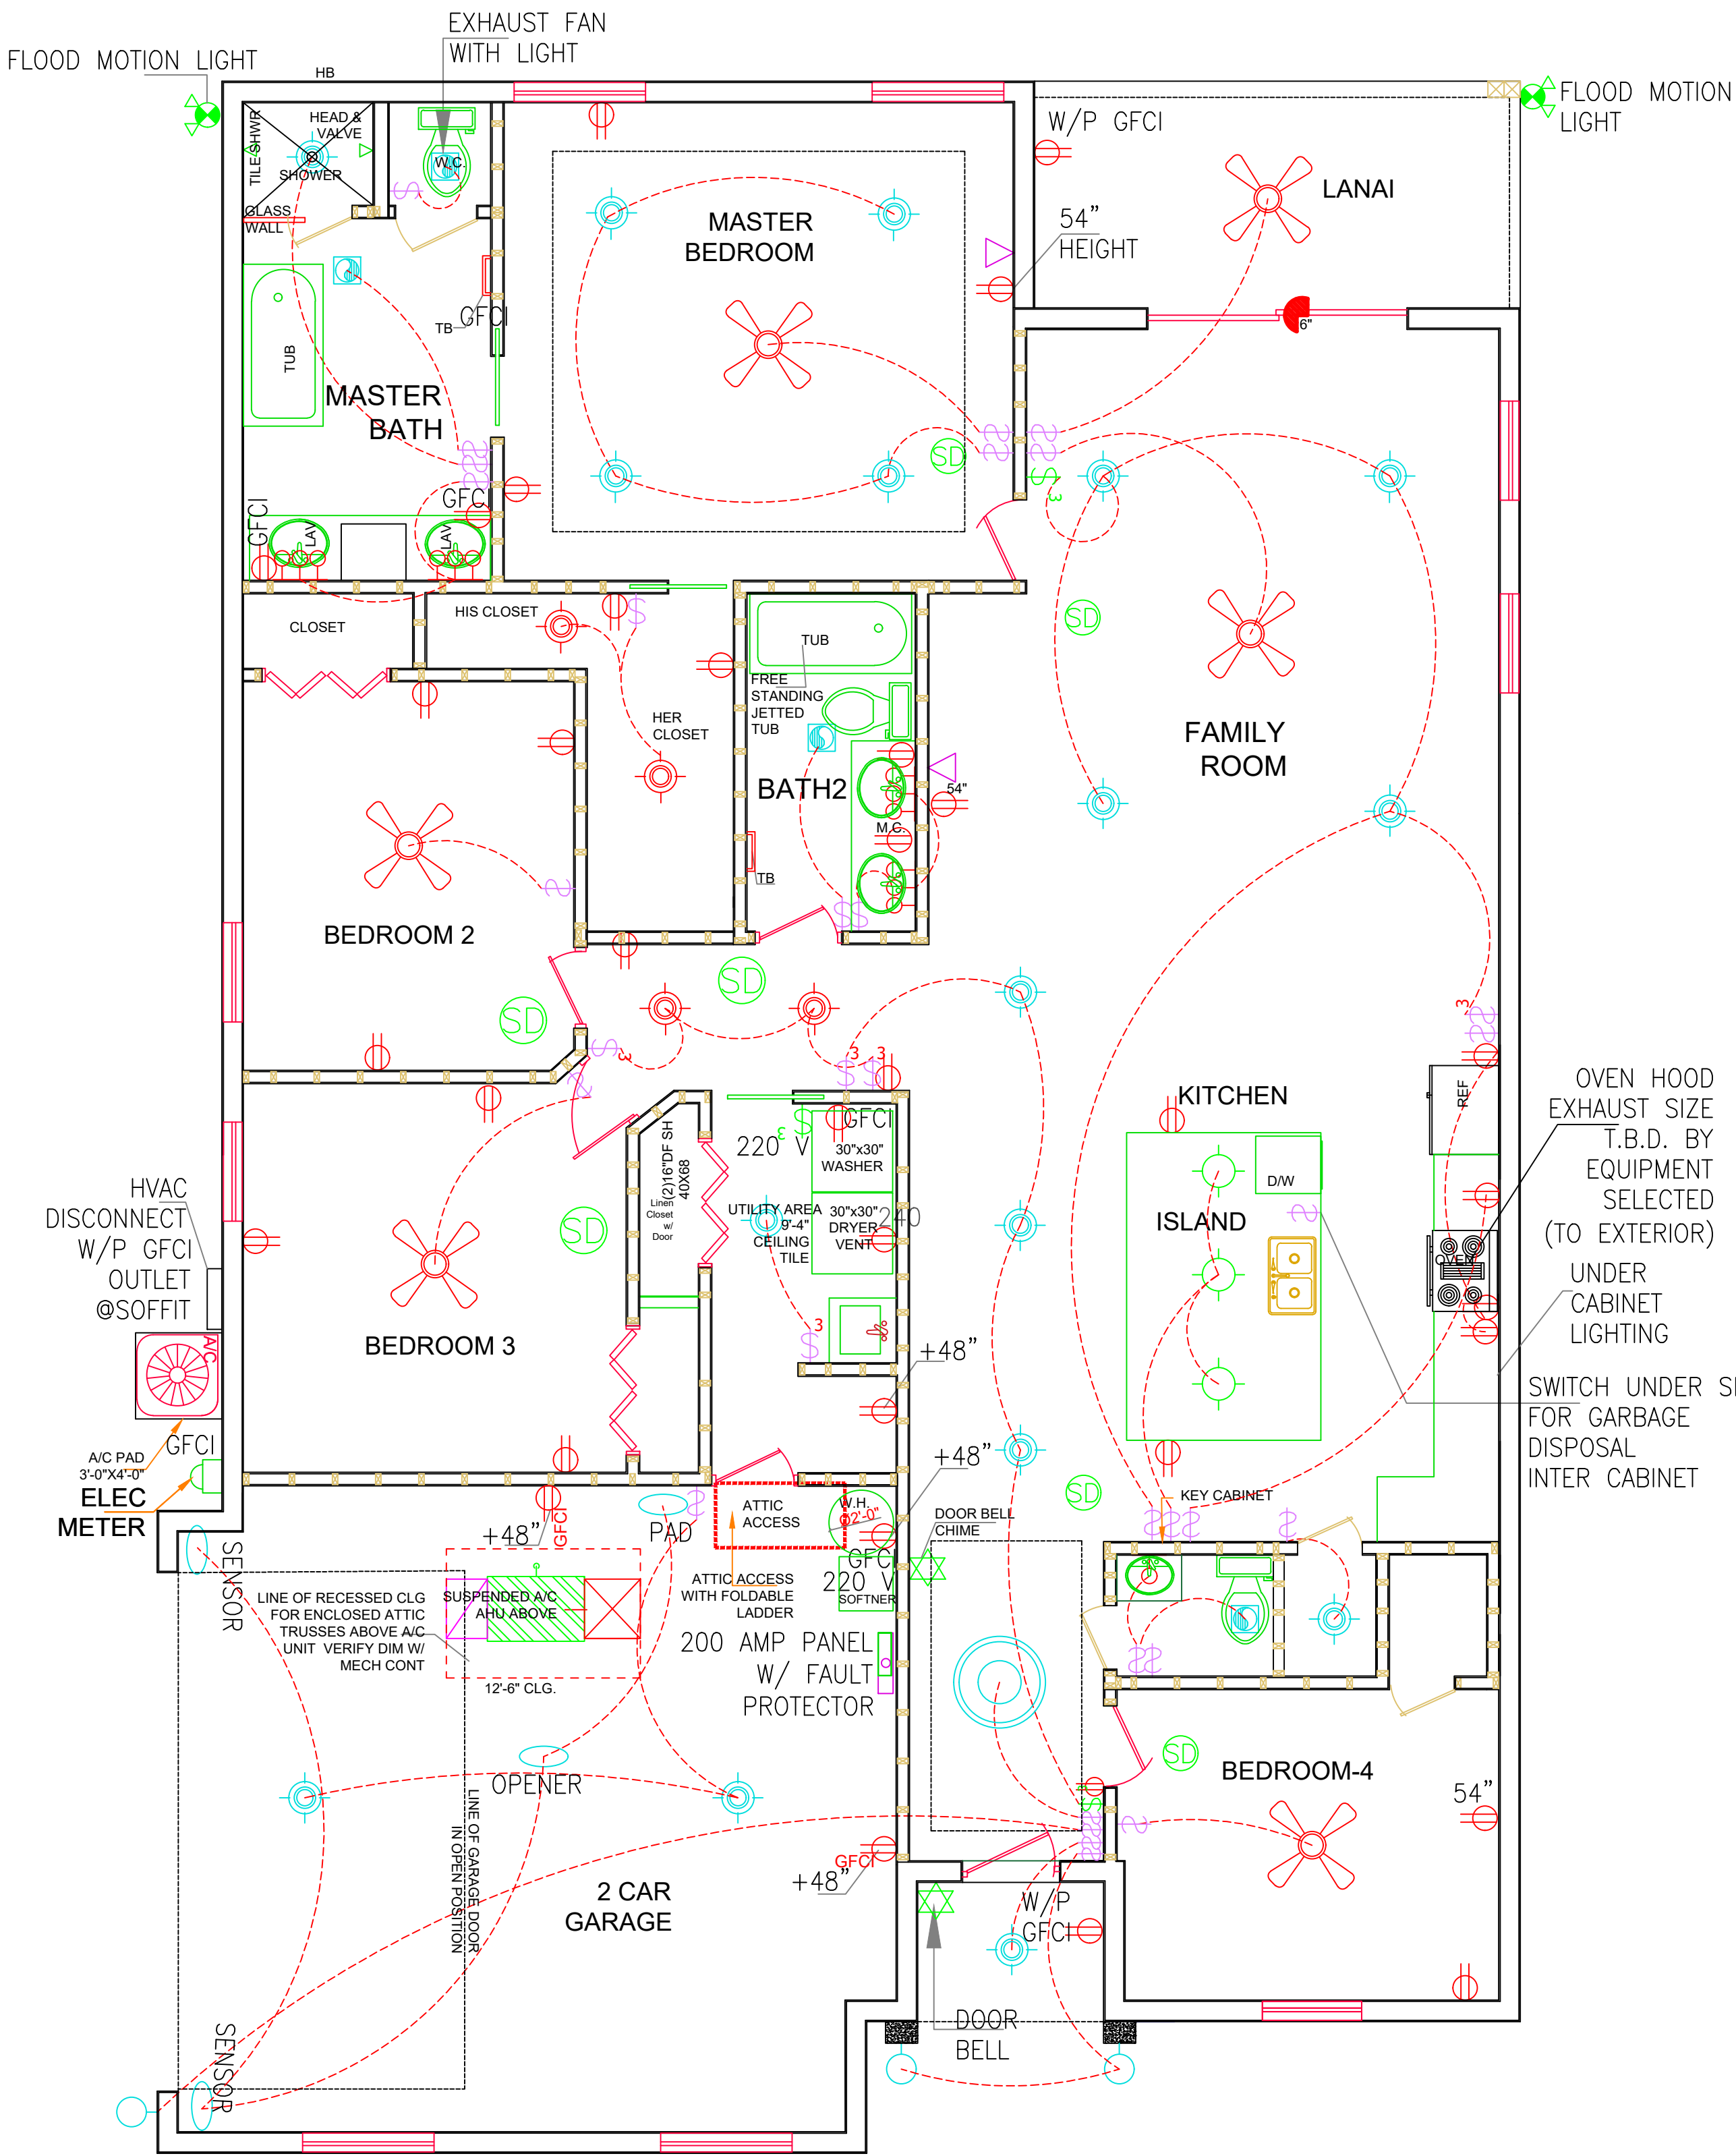 EXHAUST FAN
WITH LIGHT
FLOOD MOTION LIGHT
HB
FLOOD MOTION
LIGHT
HEAD &
VALVE
TILE SHWR
SHOWER
W.C.
GLASS
WALL
W/P GFCI
LANAI
MASTER
BEDROOM
54"
HEIGHT
TB
GFCI
6"
TUB
MASTER
BATH
SD
3
GFCI
GFCI
LAV
LAV
CLOSET
HIS CLOSET
SD
TUB
FREE
STANDING
JETTED
TUB
HER
CLOSET
FAMILY
ROOM
BATH2
54"
M.C.
TB
BEDROOM 2
SD
SD
3
3
3
3
KITCHEN
REF
OVEN HOOD
EXHAUST SIZE
T.B.D. BY
EQUIPMENT
SELECTED
(TO EXTERIOR)
GFCI
220 V
3
30"x30"
WASHER
(2)16"DF SH
40X68
Linen
Closet
w/
Door
UTILITY AREA
9'-4"
CEILING
TILE
30"x30"
DRYER
VENT
240
D/W
ISLAND
OVEN
SD
HVAC
DISCONNECT
W/P GFCI
OUTLET
@SOFFIT
UNDER
CABINET
LIGHTING
BEDROOM 3
3
+48"
A/C
SWITCH UNDER
FOR GARBAGE
DISPOSAL
INTER CABINET
GFCI
A/C PAD
3'-0"X4'-0"
ELEC
METER
+48"
SD
KEY CABINET
+48"
GFCI
PAD
ATTIC
ACCESS
W.H.
Ø2'-0"
DOOR BELL
CHIME
SENSOR
GFCI
220 V
SOFTNER
ATTIC ACCESS
WITH FOLDABLE
LADDER
SUSPENDED A/C
AHU ABOVE
LINE OF RECESSED CLG
FOR ENCLOSED ATTIC
TRUSSES ABOVE A/C
UNIT VERIFY DIM W/
MECH CONT
12'-6" CLG.
200 AMP PANEL
W/ FAULT
PROTECTOR
OPENER
SD
BEDROOM-4
54"
LINE OF GARAGE DOOR
IN OPEN POSITION
GFCI
+48"
2 CAR
GARAGE
W/P
GFCI
DOOR
BELL
SENSOR